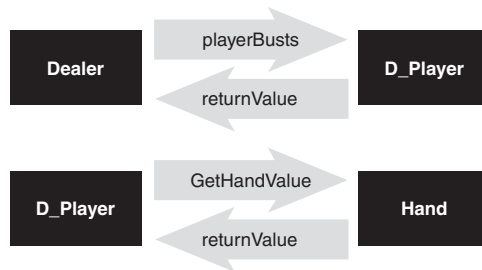 playerBusts
Dealer
D_Player
returnValue
GetHandValue
D_Player
Hand
returnValue